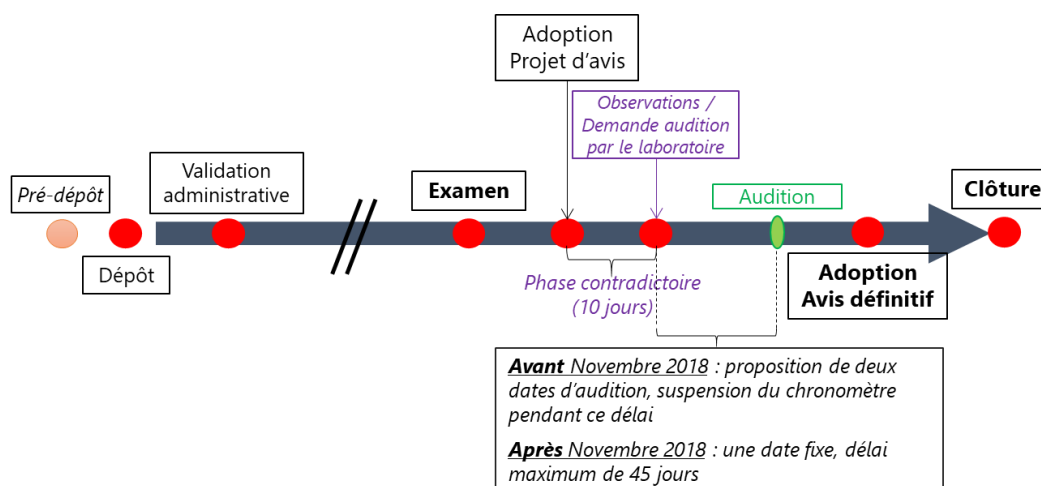 Adoption
Projet d'avis
Observations /
Demande audition
par le laboratoire
Validation
administrative
Pré-dépôt
Examen
Audition
Clôture
Dépôt
Phase contradictoire
(10 jours)
Adoption
Avis définitif
Avant Novembre 2018 : proposition de deux
dates d'audition, suspension du chronomètre
pendant ce délai
Après Novembre 2018 : une date fixe, délai
maximum de 45 jours